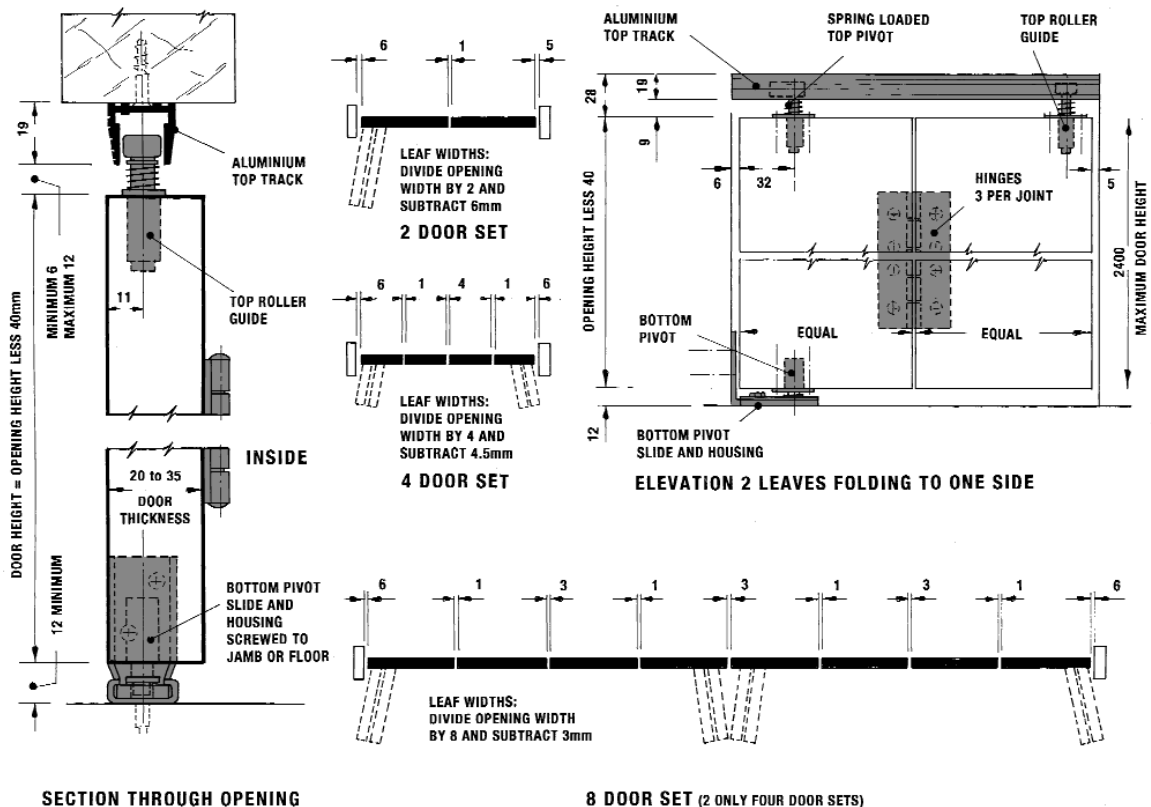 19
ALUMINIUM
TOP TRACK
MINIMUM 6
MAXIMUM 12
11
TOP ROLLER
GUIDE
DOOR HEIGHT = OPENING HEIGHT LESS 40mm
INSIDE
20 to 35
DOOR
THICKNESS
12 MINIMUM
BOTTOM PIVOT
SLIDE AND
HOUSING
SCREWED TO
JAMB OR FLOOR
SECTION THROUGH OPENING
6 1 5
LEAF WIDTHS:
DIVIDE OPENING
WIDTH BY 2 AND
SUBTRACT 6mm
2 DOOR SET
6 1 4 1 6
LEAF WIDTHS:
DIVIDE OPENING
WIDTH BY 4 AND
SUBTRACT 4.5mm
4 DOOR SET
ALUMINIUM
TOP TRACK
SPRING LOADED
TOP PIVOT
TOP ROLLER
GUIDE
28
19
9
6
32
5
HINGES
3 PER JOINT
OPENING HEIGHT LESS 40
2400
MAXIMUM DOOR HEIGHT
BOTTOM
PIVOT
EQUAL
EQUAL
12
BOTTOM PIVOT
SLIDE AND HOUSING
ELEVATION 2 LEAVES FOLDING TO ONE SIDE
6 1 3 1 3 1 3 1 6
LEAF WIDTHS:
DIVIDE OPENING WIDTH
BY 8 AND SUBTRACT 3mm
8 DOOR SET (2 ONLY FOUR DOOR SETS)